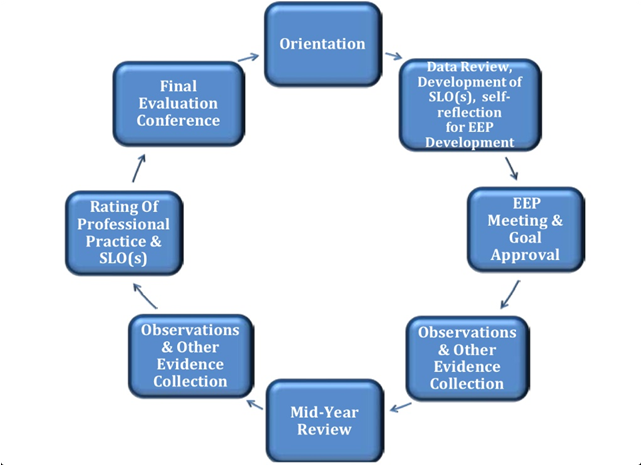 Orientation
Data Review,
Development of
SLO(s),  self-
reflection
for EEP
Development
EEP
Meeting &
Goal
Approval
Observations
& Other
Evidence
Collection
Mid-Year
Review
Observations
& Other
Evidence
Collection
Rating Of
Professional
Practice &
SLO(s)
Final
Evaluation
Conference